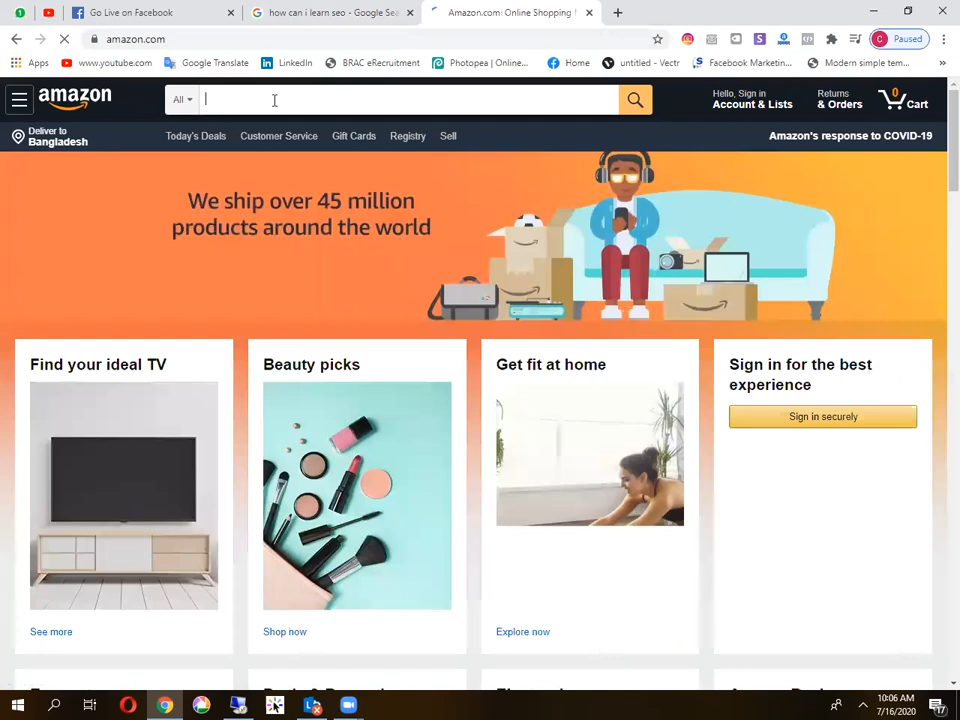 Go Live on Facebook
how can i learn seo - Google Sea
Amazon.com: Online Shopping f
amazon.com
Paused
Apps
www.youtube.com
Google Translate
LinkedIn
BRAC eRecruitment
Photopea | Online...
Home
untitled - Vectr
Facebook Marketin...
Modern simple tem...
amazon
All
Hello, Sign in
Account & Lists
Returns
& Orders
0
Cart
Deliver to
Bangladesh
Today's Deals
Customer Service
Gift Cards
Registry
Sell
Amazon's response to COVID-19
We ship over 45 million
products around the world
Find your ideal TV
Beauty picks
Get fit at home
Sign in for the best
experience
Sign in securely
See more
Shop now
Explore now
10:06 AM
7/16/2020
17